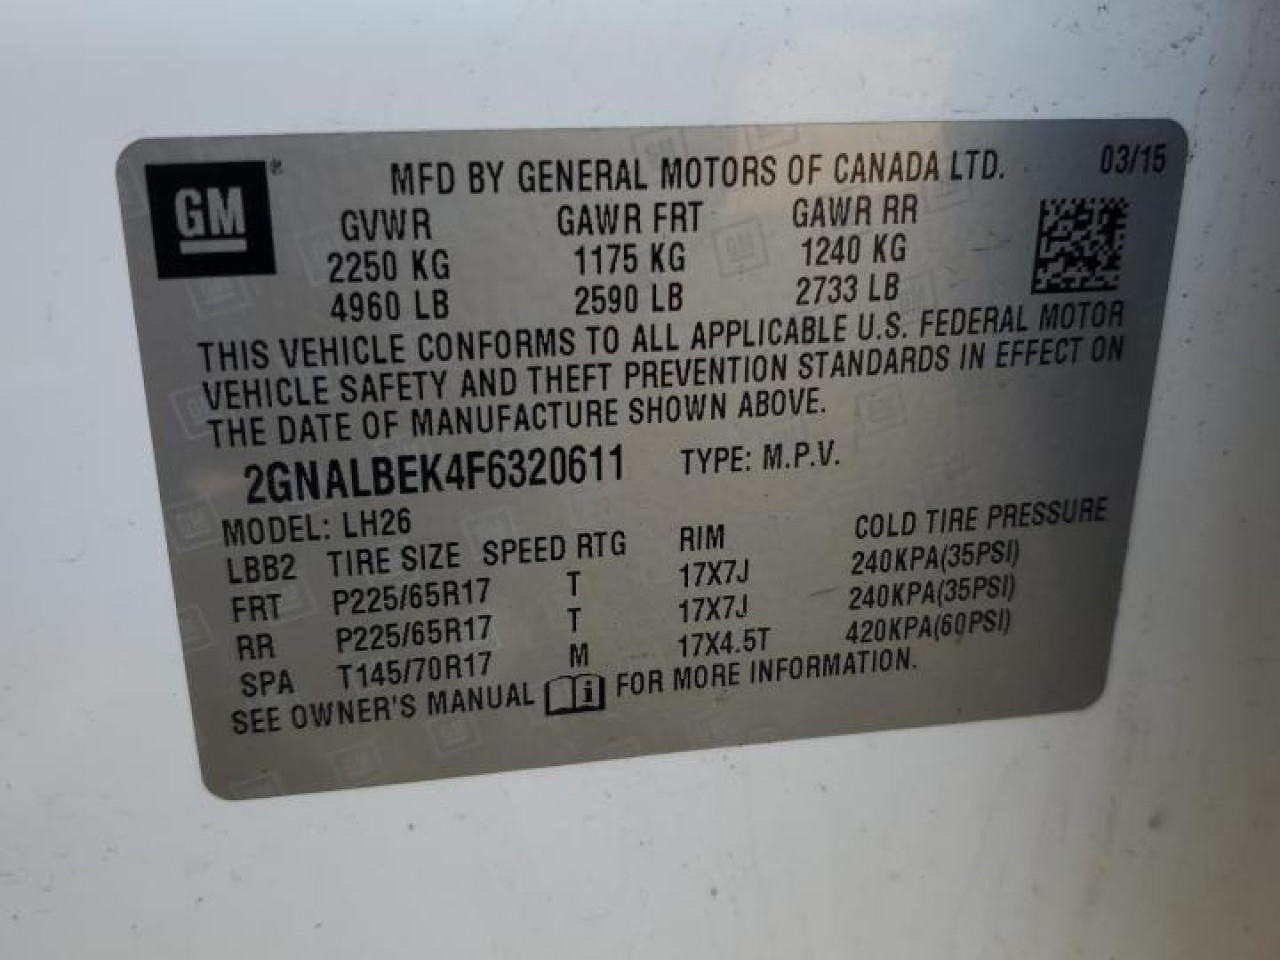 GM ®
MFD BY GENERAL MOTORS OF CANADA LTD. 03/15
GVWR GAWR FRT GAWR RR
2250 KG 1175 KG 1240 KG
4960 LB 2590 LB 2733 LB
THIS VEHICLE CONFORMS TO ALL APPLICABLE U.S. FEDERAL MOTOR
VEHICLE SAFETY AND THEFT PREVENTION STANDARDS IN EFFECT ON
THE DATE OF MANUFACTURE SHOWN ABOVE.
2GNALBEK4F6320611 TYPE: M.P.V.
MODEL: LH26
LBB2 TIRE SIZE SPEED RTG RIM COLD TIRE PRESSURE
FRT P225/65R17 T 17X7J 240KPA(35PSI)
RR P225/65R17 T 17X7J 240KPA(35PSI)
SPA T145/70R17 M 17X4.5T 420KPA(60PSI)
SEE OWNER'S MANUAL i FOR MORE INFORMATION.